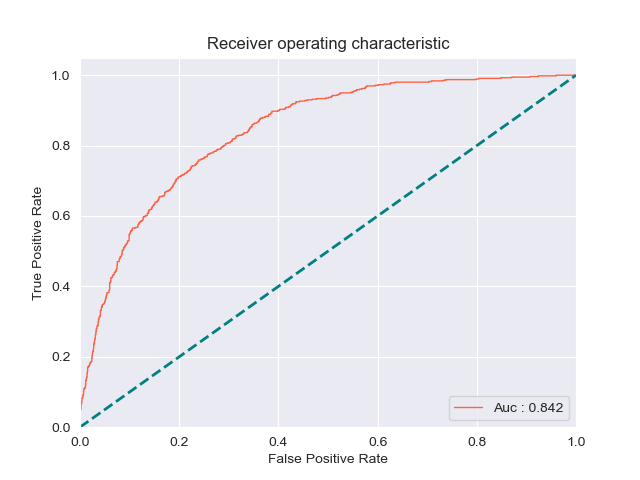 Receiver operating characteristic
True Positive Rate
1.0
0.8
0.6
0.4
0.2
0.0
0.0 0.2 0.4 0.6 0.8 1.0
False Positive Rate
Auc : 0.842